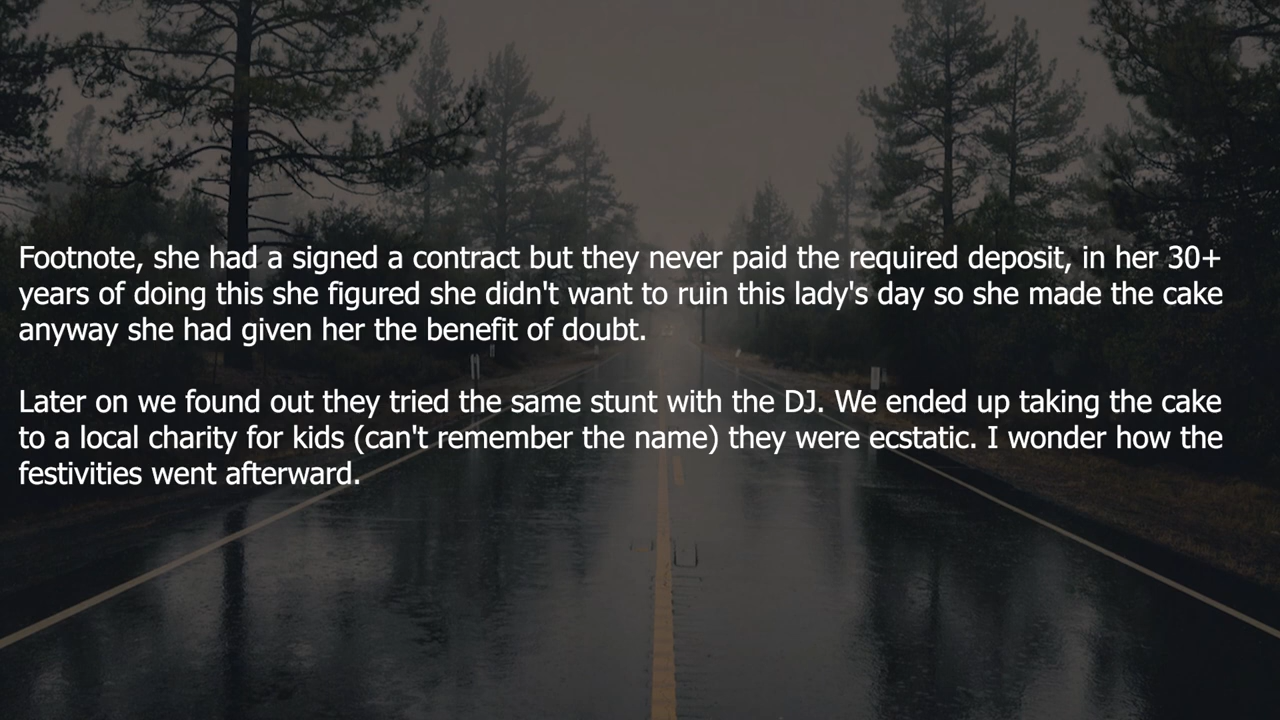 Footnote, she had a signed a contract but they never paid the required deposit, in her 30+
years of doing this she figured she didn't want to ruin this lady's day so she made the cake
anyway she had given her the benefit of doubt.
Later on we found out they tried the same stunt with the DJ. We ended up taking the cake
to a local charity for kids (can't remember the name) they were ecstatic. I wonder how the
festivities went afterward.